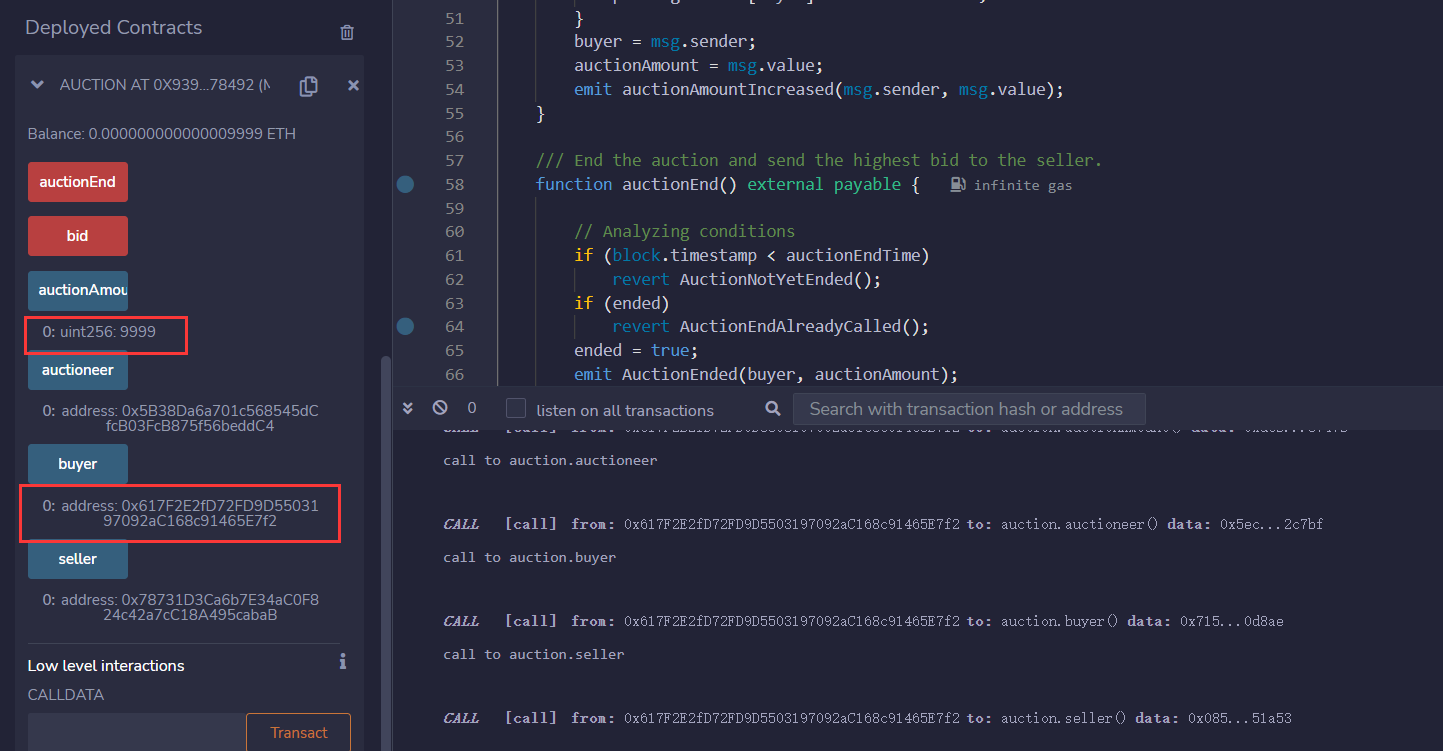 Deployed Contracts
AUCTION AT 0X939...78492 (M
Balance: 0.000000000000009999 ETH
auctionEnd
bid
auctionAmou
0: uint256: 9999
auctioneer
0: address: 0x5B38Da6a701c568545dC
fcB03FcB875f56beddC4
buyer
0: address: 0x617F2E2fD72FD9D55031
97092aC168c91465E7f2
seller
0: address: 0x78731D3Ca6b7E34aC0F8
24c42a7cC18A495cabaB
Low level interactions
i
CALLDATA
Transact
51 }
52 buyer = msg.sender;
53 auctionAmount = msg.value;
54 emit auctionAmountIncreased(msg.sender, msg.value);
55 }
56
57 /// End the auction and send the highest bid to the seller.
58 function auctionEnd() external payable { infinite gas
59
60 // Analyzing conditions
61 if (block.timestamp < auctionEndTime)
62 revert AuctionNotYetEnded();
63 if (ended)
64 revert AuctionEndAlreadyCalled();
65 ended = true;
66 emit AuctionEnded(buyer, auctionAmount);
0 listen on all transactions Search with transaction hash or address
call to auction.auctioneer
CALL [call] from: 0x617F2E2fD72FD9D5503197092aC168c91465E7f2 to: auction.auctioneer() data: 0x5ec...2c7bf
call to auction.buyer
CALL [call] from: 0x617F2E2fD72FD9D5503197092aC168c91465E7f2 to: auction.buyer() data: 0x715...0d8ae
call to auction.seller
CALL [call] from: 0x617F2E2fD72FD9D5503197092aC168c91465E7f2 to: auction.seller() data: 0x085...51a53